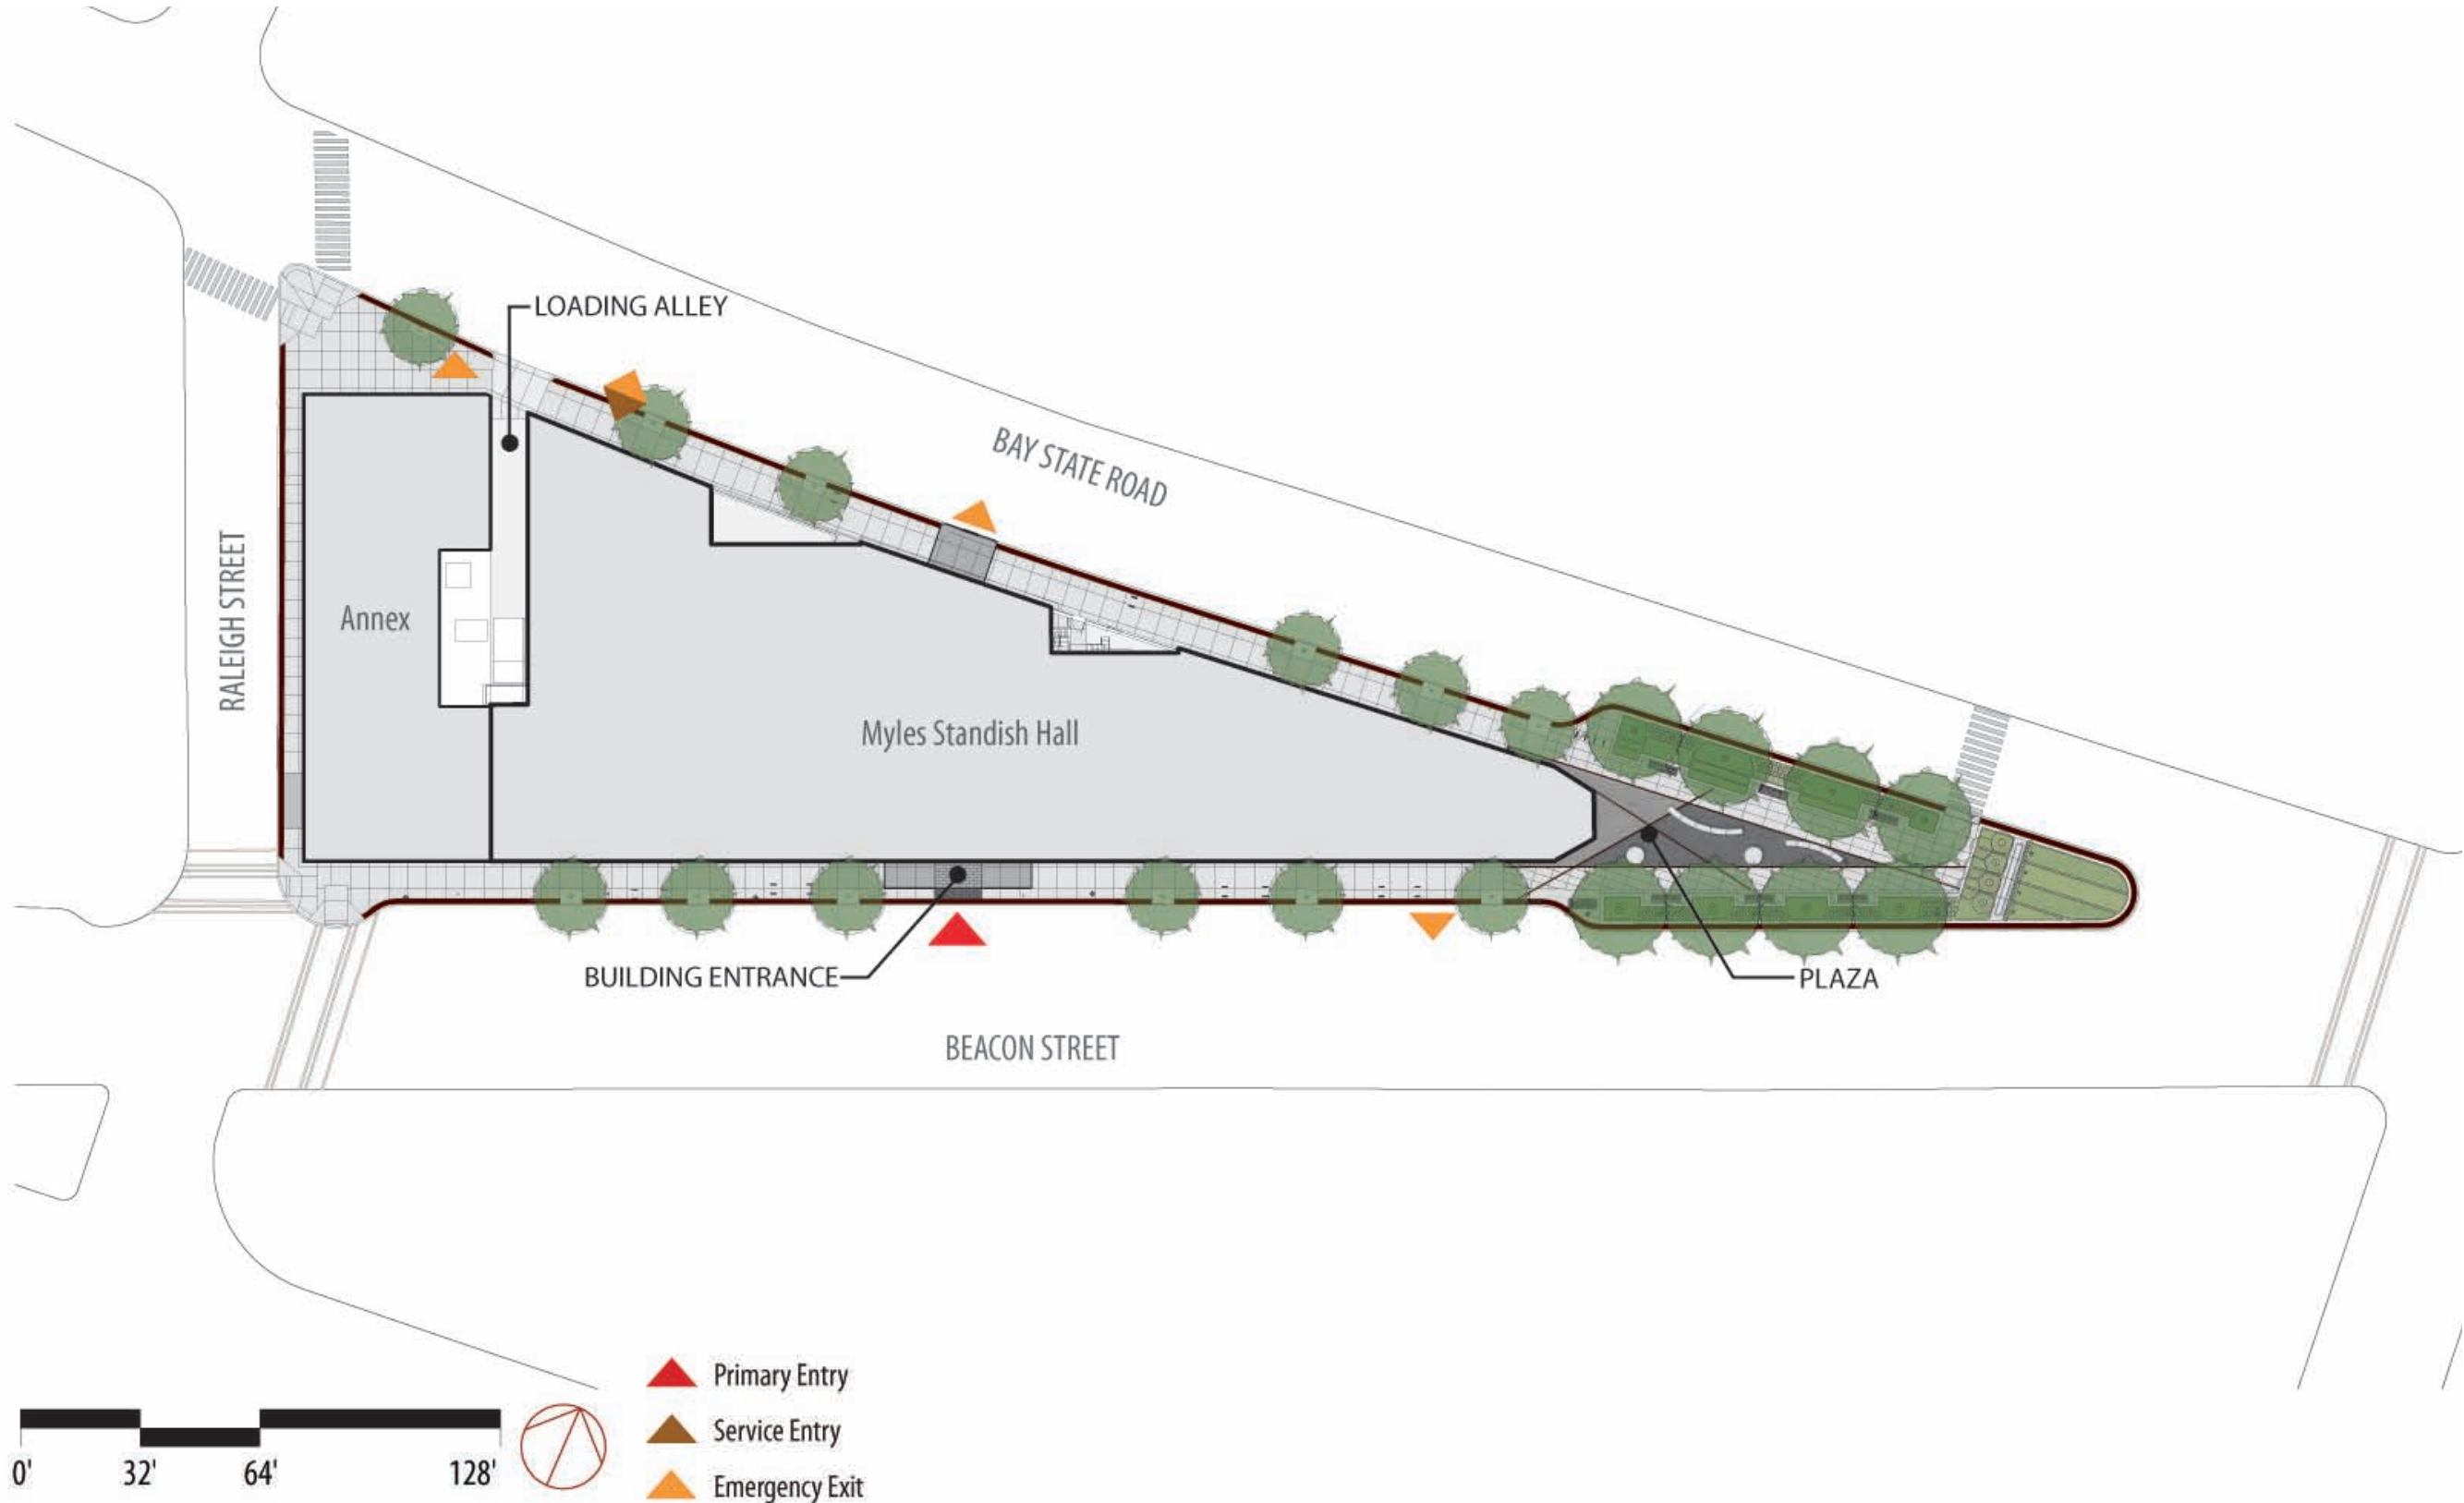 LOADING ALLEY
BAY STATE ROAD
RALEIGH STREET
Annex
Myles Standish Hall
BUILDING ENTRANCE
PLAZA
BEACON STREET
Primary Entry
Service Entry
Emergency Exit
0' 32' 64' 128'